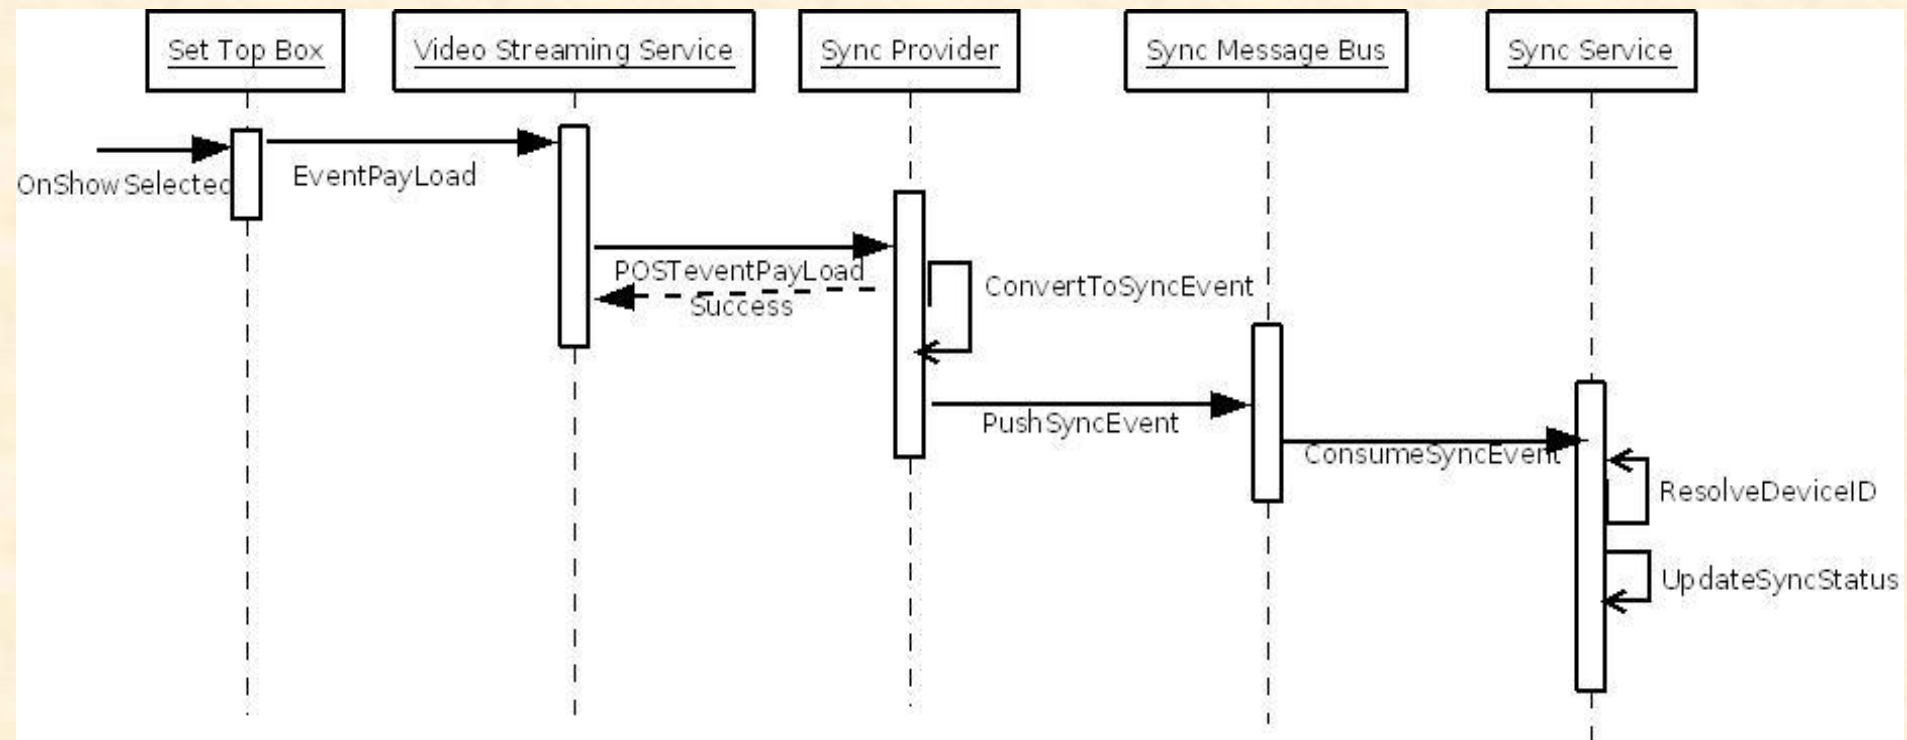 Set Top Box
Video Streaming Service
Sync Provider
Sync Message Bus
Sync Service
OnShowSelected
EventPayLoad
POSTeventPayLoad
Success
ConvertToSyncEvent
PushSyncEvent
ConsumeSyncEvent
ResolveDeviceID
UpdateSyncStatus